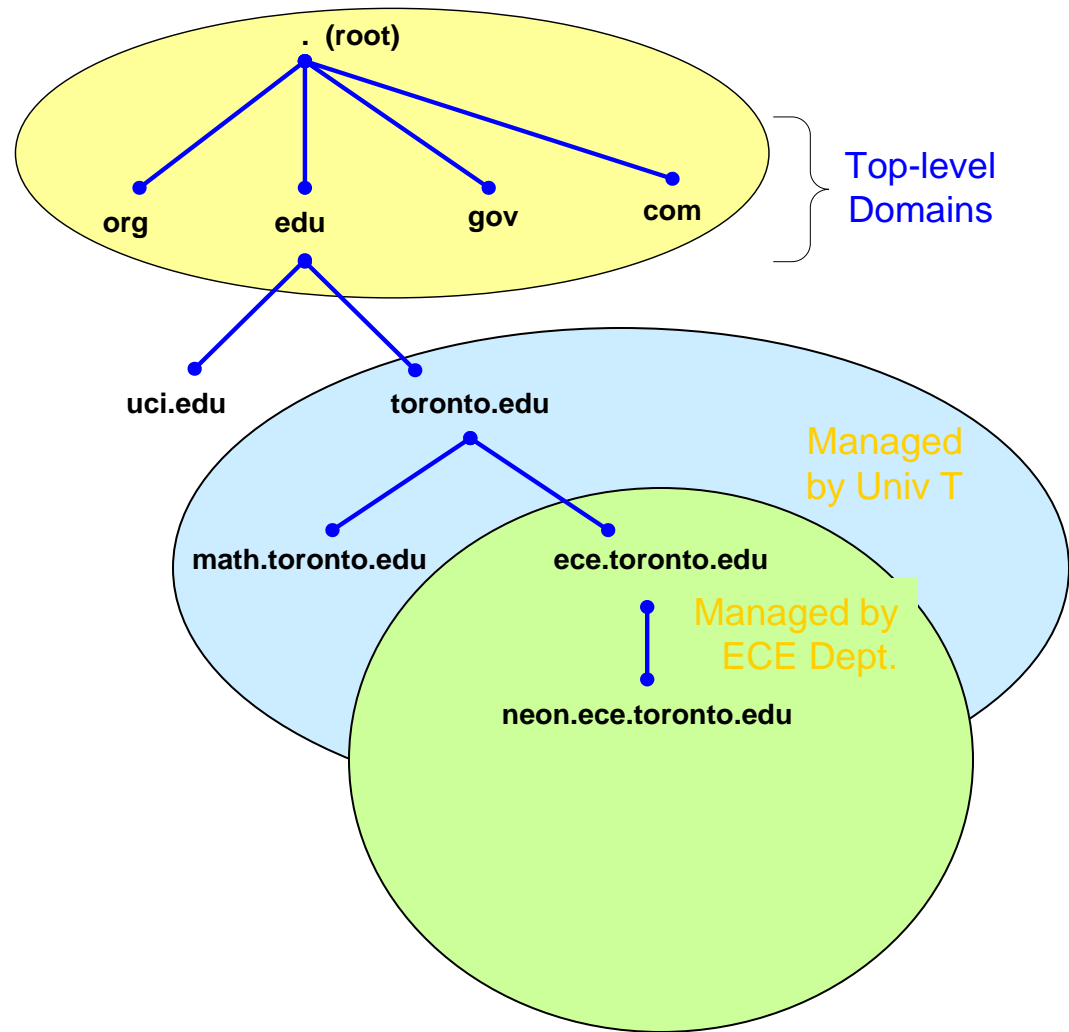 . (root)
org
edu
gov
com
Top-level
Domains
uci.edu
toronto.edu
Managed
by Univ T
math.toronto.edu
ece.toronto.edu
Managed by
ECE Dept.
neon.ece.toronto.edu